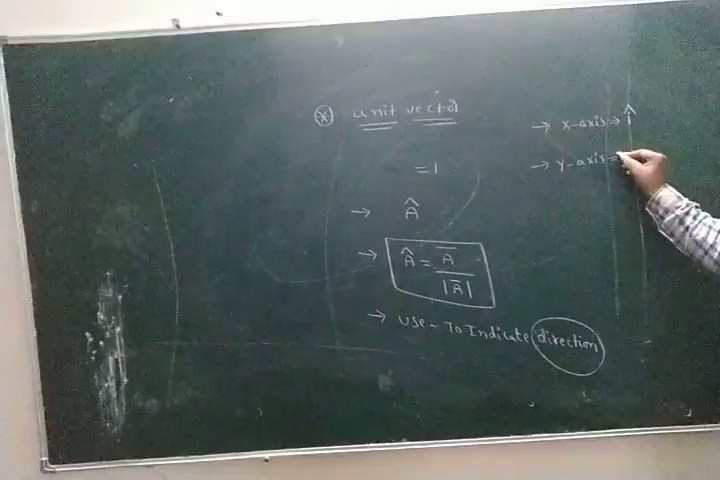 * unit vector
= 1
→ Â
→ Â = A̅ / |A̅|
→ use - To Indicate direction
→ x-axis ⇒ î
→ y-axis ⇒